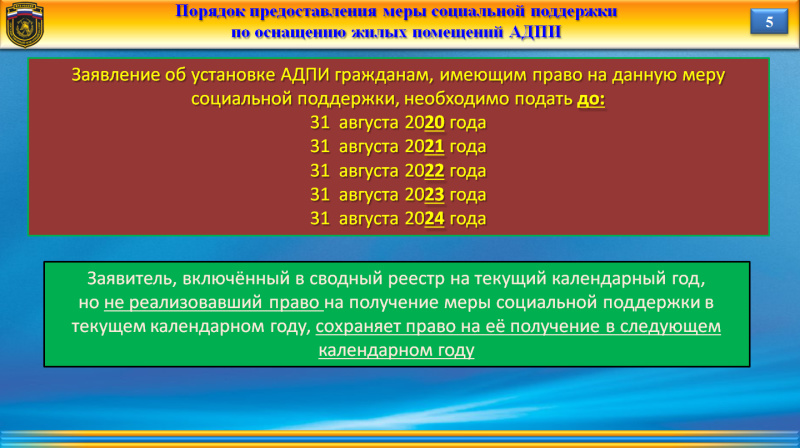 Порядок предоставления меры социальной поддержки
по оснащению жилых помещений АДПИ
5
Заявление об установке АДПИ гражданам, имеющим право на данную меру
социальной поддержки, необходимо подать до:
31 августа 2020 года
31 августа 2021 года
31 августа 2022 года
31 августа 2023 года
31 августа 2024 года
Заявитель, включённый в сводный реестр на текущий календарный год,
но не реализовавший право на получение меры социальной поддержки в
текущем календарном году, сохраняет право на её получение в следующем
календарном году